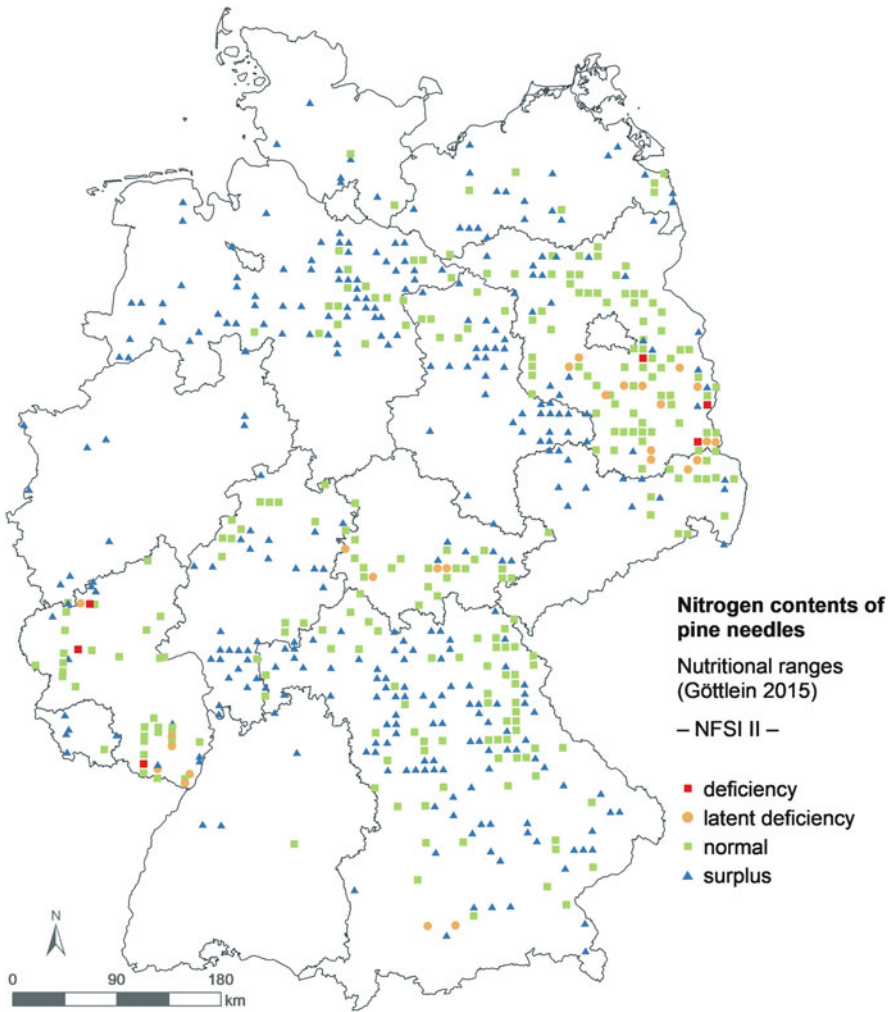 Nitrogen contents of
pine needles
Nutritional ranges
(Göttlein 2015)
– NFSI II –
deficiency
latent deficiency
normal
surplus
N
0 90 180
km